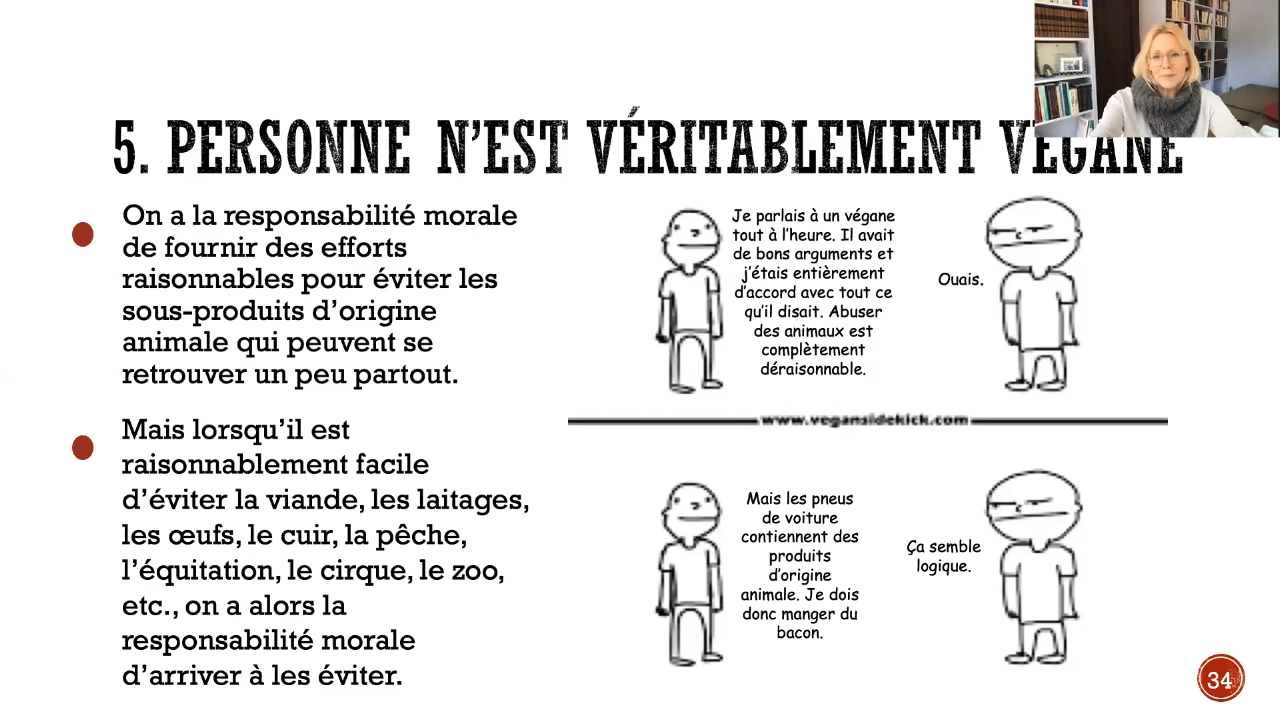 5. PERSONNE N’EST VÉRITABLEMENT VÉGANE
On a la responsabilité morale
de fournir des efforts
raisonnables pour éviter les
sous-produits d’origine
animale qui peuvent se
retrouver un peu partout.
Mais lorsqu’il est
raisonnablement facile
d’éviter la viande, les laitages,
les œufs, le cuir, la pêche,
l’équitation, le cirque, le zoo,
etc., on a alors la
responsabilité morale
d’arriver à les éviter.
Je parlais à un végane
tout à l’heure. Il avait
de bons arguments et
j’étais entièrement
d’accord avec tout ce
qu’il disait. Abuser
des animaux est
complètement
déraisonnable.
Ouais.
www.vegansidekick.com
Mais les pneus
de voiture
contiennent des
produits
d’origine
animale. Je dois
donc manger du
bacon.
Ça semble
logique.
34